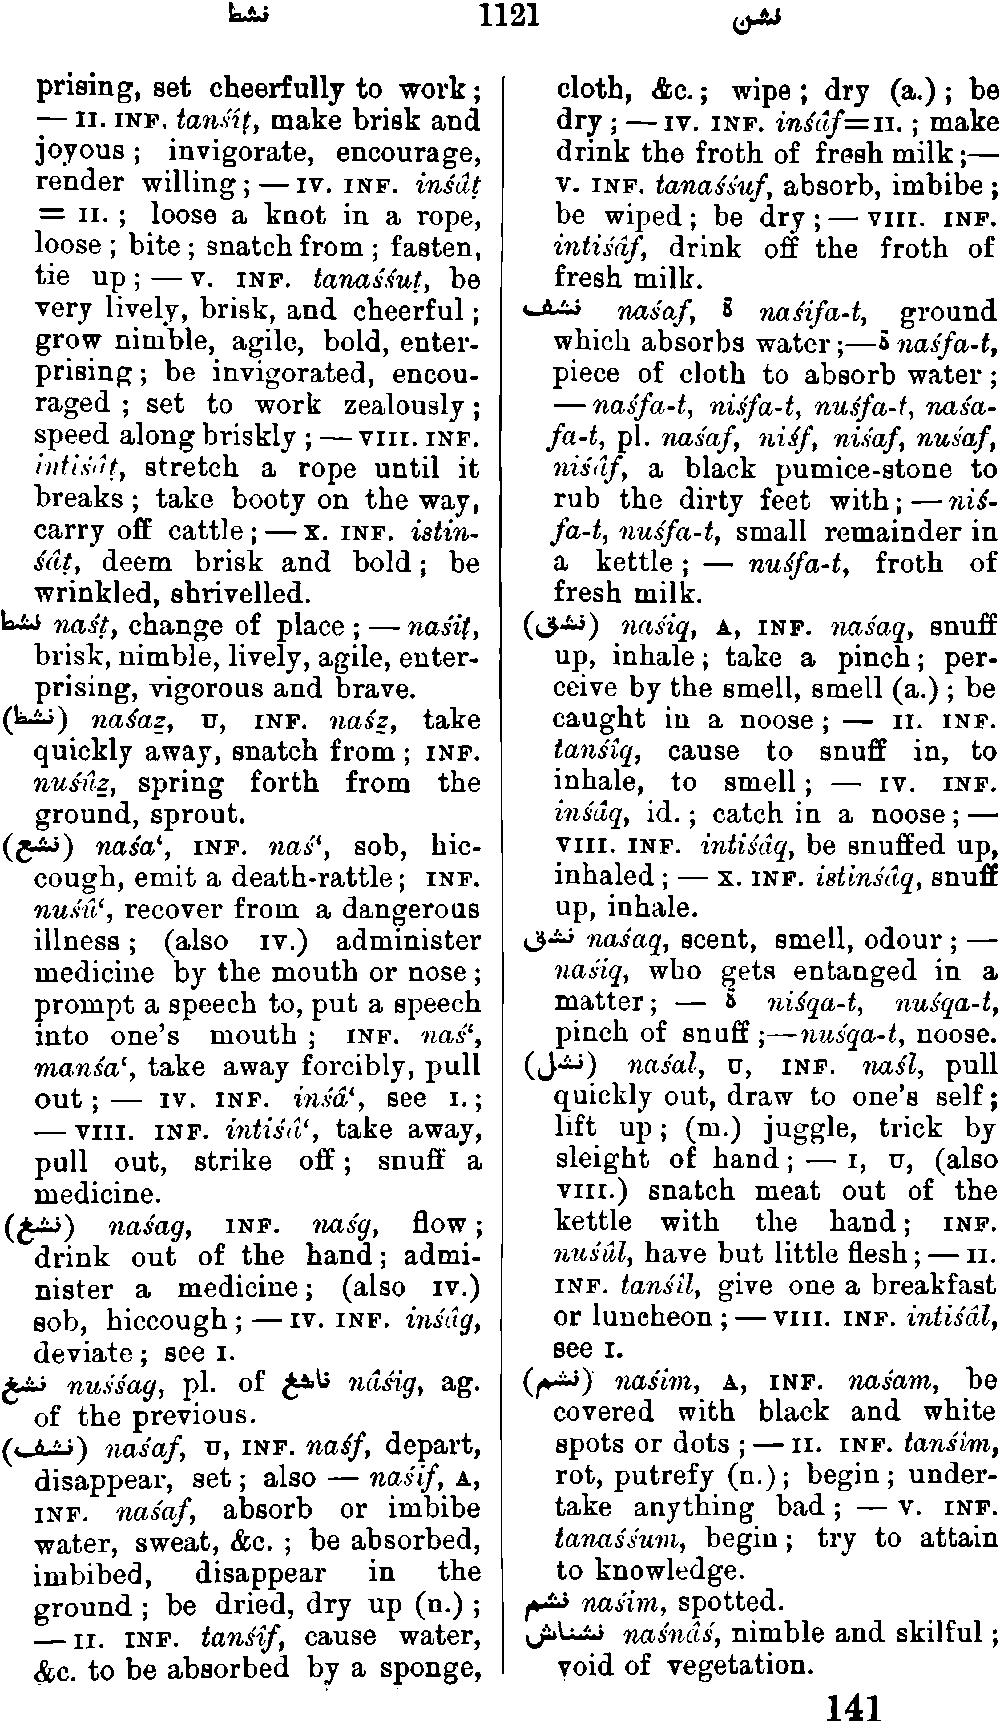 نشط 1121 نشن
prising, set cheerfully to work;
— II. INF. tanśîṭ, make brisk and
joyous; invigorate, encourage,
render willing; — IV. INF. inśâṭ
= II.; loose a knot in a rope,
loose; bite; snatch from; fasten,
tie up; — V. INF. tanaśśuṭ, be
very lively, brisk, and cheerful;
grow nimble, agile, bold, enter-
prising; be invigorated, encou-
raged; set to work zealously;
speed along briskly; — VIII. INF.
intiśâṭ, stretch a rope until it
breaks; take booty on the way,
carry off cattle; — X. INF. istin-
śâṭ, deem brisk and bold; be
wrinkled, shrivelled.
نشط naśṭ, change of place; — naśiṭ,
brisk, nimble, lively, agile, enter-
prising, vigorous and brave.
(نشظ) naśaẕ, U, INF. naśẕ, take
quickly away, snatch from; INF.
nuśûẕ, spring forth from the
ground, sprout.
(نشع) naśa‘, INF. naś‘, sob, hic-
cough, emit a death-rattle; INF.
nuśû‘, recover from a dangerous
illness; (also IV.) administer
medicine by the mouth or nose;
prompt a speech to, put a speech
into one's mouth; INF. naś‘,
manśa‘, take away forcibly, pull
out; — IV. INF. inśâ‘, see I.;
— VIII. INF. intiśâ‘, take away,
pull out, strike off; snuff a
medicine.
(نشغ) naśag, INF. naśg, flow;
drink out of the hand; admi-
nister a medicine; (also IV.)
sob, hiccough; — IV. INF. inśâg,
deviate; see I.
نشغ nuśśag, pl. of ناشغ nâśig, ag.
of the previous.
(نشف) naśaf, U, INF. naśf, depart,
disappear, set; also — naśif, A,
INF. naśaf, absorb or imbibe
water, sweat, &c.; be absorbed,
imbibed, disappear in the
ground; be dried, dry up (n.);
— II. INF. tanśîf, cause water,
&c. to be absorbed by a sponge,
cloth, &c.; wipe; dry (a.); be
dry; — IV. INF. inśâf=II.; make
drink the froth of fresh milk;—
V. INF. tanaśśuf, absorb, imbibe;
be wiped; be dry; — VIII. INF.
intiśâf, drink off the froth of
fresh milk.
نشف naśaf, ة naśifa-t, ground
which absorbs water;—ة naśfa-t,
piece of cloth to absorb water;
— naśfa-t, niśfa-t, nuśfa-t, naśa-
fa-t, pl. naśaf, niśf, niśaf, nuśaf,
niśâf, a black pumice-stone to
rub the dirty feet with; — niś-
fa-t, nuśfa-t, small remainder in
a kettle; — nuśfa-t, froth of
fresh milk.
(نشق) naśiq, A, INF. naśaq, snuff
up, inhale; take a pinch; per-
ceive by the smell, smell (a.); be
caught in a noose; — II. INF.
tanśîq, cause to snuff in, to
inhale, to smell; — IV. INF.
inśâq, id.; catch in a noose; —
VIII. INF. intiśâq, be snuffed up,
inhaled; — X. INF. istinśâq, snuff
up, inhale.
نشق naśaq, scent, smell, odour; —
naśiq, who gets entangled in a
matter; — ة niśqa-t, nuśqa-t,
pinch of snuff;—nuśqa-t, noose.
(نشل) naśal, U, INF. naśl, pull
quickly out, draw to one's self;
lift up; (m.) juggle, trick by
sleight of hand; — I, U, (also
VIII.) snatch meat out of the
kettle with the hand; INF.
nuśûl, have but little flesh; — II.
INF. tanśîl, give one a breakfast
or luncheon; — VIII. INF. intiśâl,
see I.
(نشم) naśim, A, INF. naśam, be
covered with black and white
spots or dots; — II. INF. tanśîm,
rot, putrefy (n.); begin; under-
take anything bad; — V. INF.
tanaśśum, begin; try to attain
to knowledge.
نشم naśim, spotted.
نشناش naśnâś, nimble and skilful;
void of vegetation.
141